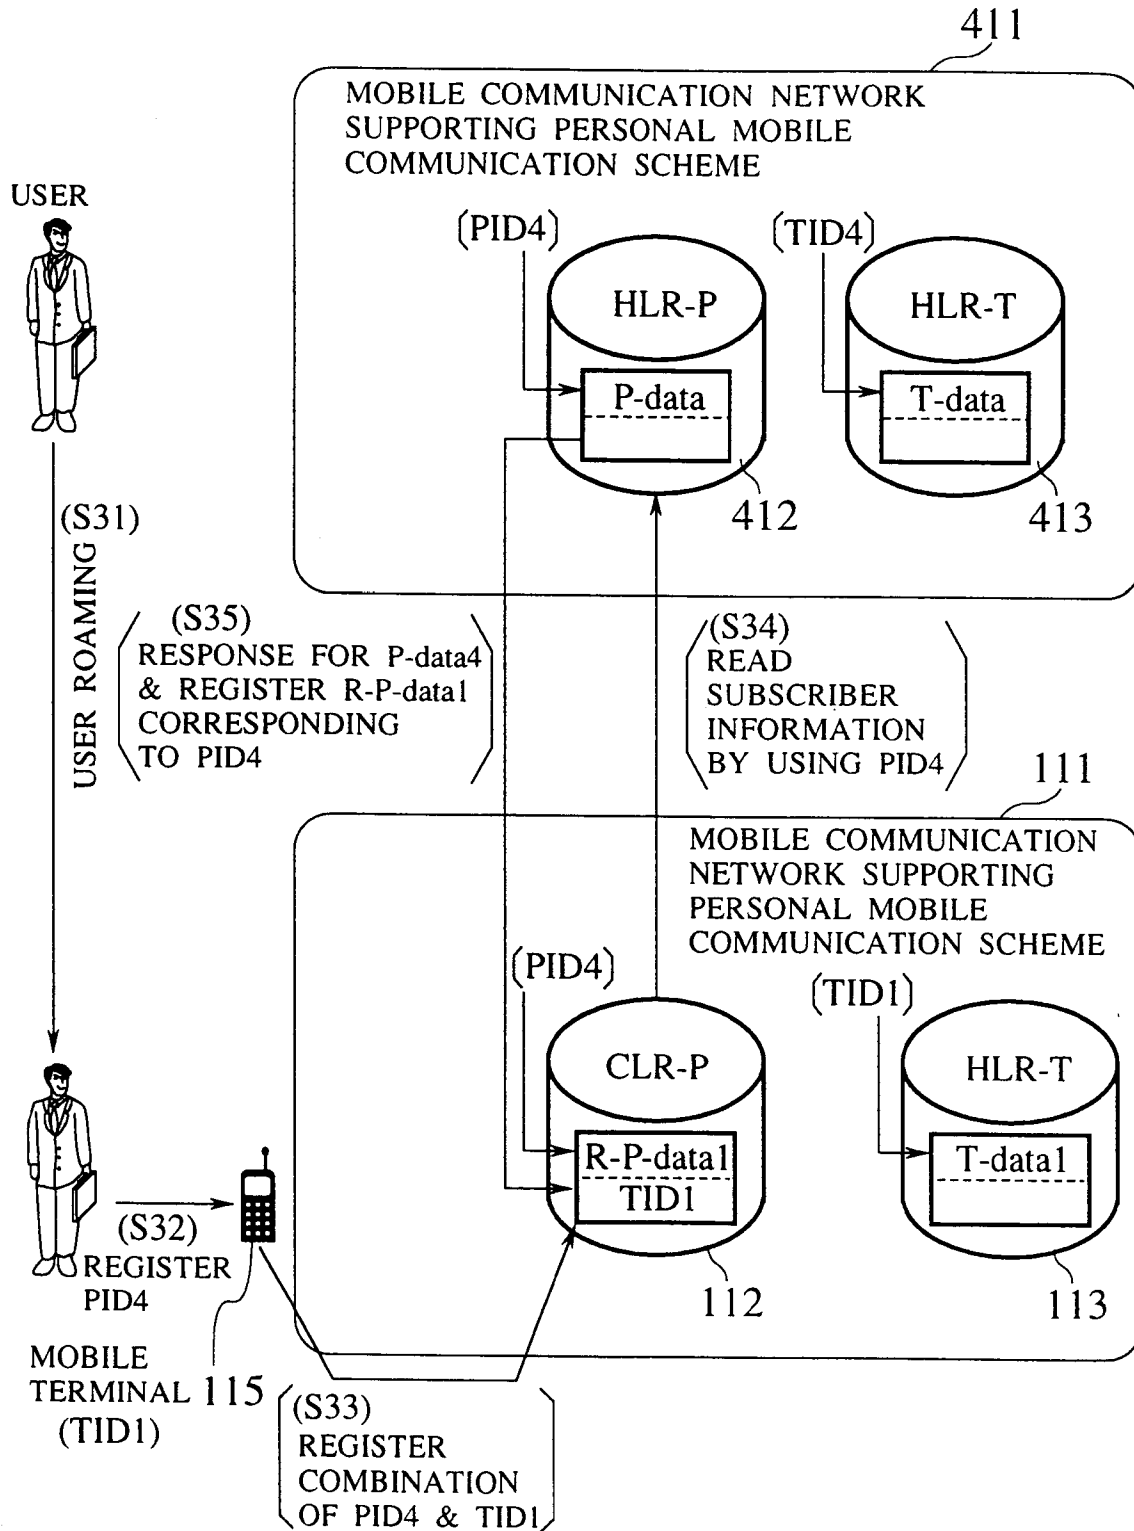 411
MOBILE COMMUNICATION NETWORK
SUPPORTING PERSONAL MOBILE
COMMUNICATION SCHEME
USER
(PID4)
(TID4)
HLR-P
HLR-T
P-data
T-data
412
413
(S31)
USER ROAMING
(S35)
RESPONSE FOR P-data4
& REGISTER R-P-data1
CORRESPONDING
TO PID4
(S34)
READ
SUBSCRIBER
INFORMATION
BY USING PID4
111
MOBILE COMMUNICATION
NETWORK SUPPORTING
PERSONAL MOBILE
COMMUNICATION SCHEME
(PID4)
(TID1)
CLR-P
HLR-T
R-P-data1
TID1
T-data1
112
113
(S32)
REGISTER
PID4
MOBILE
TERMINAL 115
(TID1)
(S33)
REGISTER
COMBINATION
OF PID4 & TID1